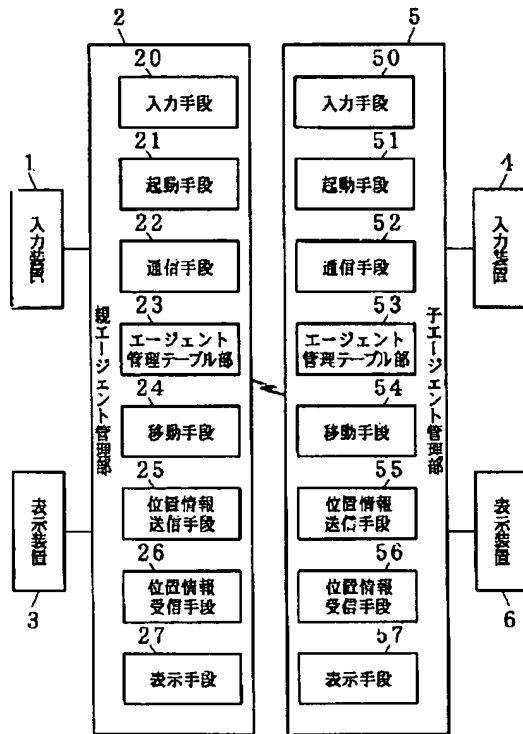 2
5
20
入力手段
50
入力手段
21
起動手段
51
起動手段
1
入力装置
4
入力装置
22
通信手段
52
通信手段
親エージェント管理部
子エージェント管理部
23
エージェント
管理テーブル部
53
エージェント
管理テーブル部
24
移動手段
54
移動手段
25
位置情報
送信手段
55
位置情報
送信手段
表示装置
3
表示装置
6
26
位置情報
受信手段
56
位置情報
受信手段
27
表示手段
57
表示手段